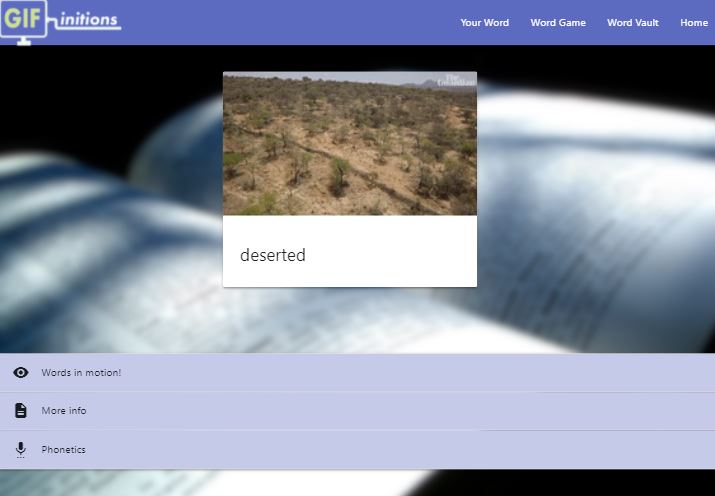 GIF initions
Your Word Word Game Word Vault Home
The
Guardian
deserted
Words in motion!
More info
Phonetics